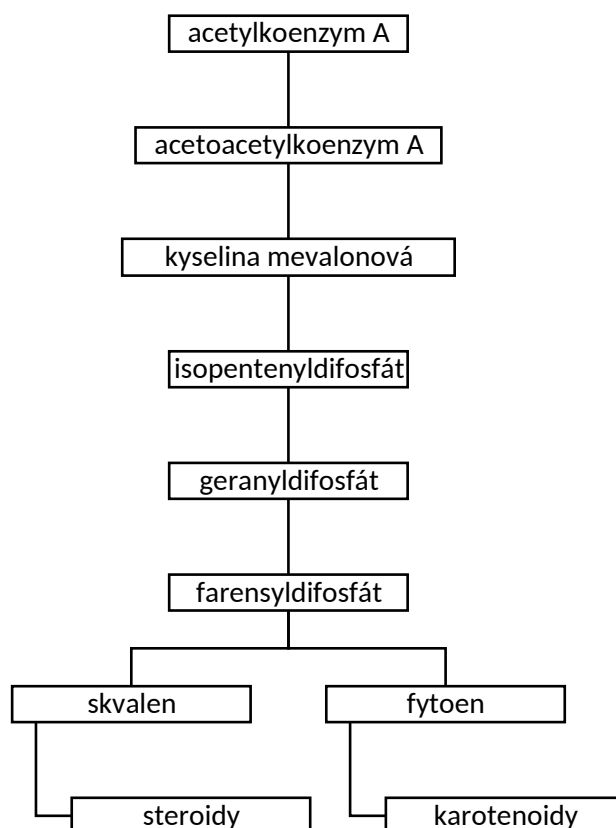 acetylkoenzym A
acetoacetylkoenzym A
kyselina mevalonová
isopentenyldifosfát
geranyldifosfát
farensyldifosfát
skvalen
fytoen
steroidy
karotenoidy